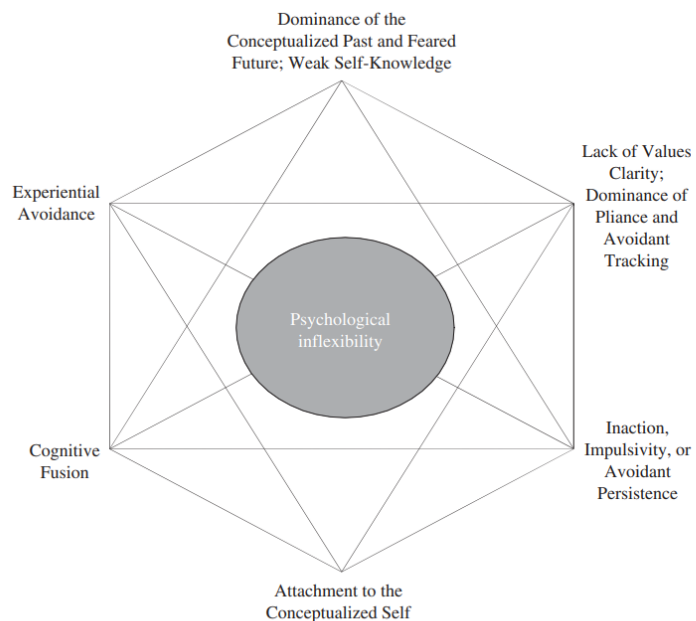 Dominance of the
Conceptualized Past and Feared
Future; Weak Self-Knowledge
Lack of Values
Clarity;
Dominance of
Pliance and
Avoidant
Tracking
Experiential
Avoidance
Psychological
inflexibility
Cognitive
Fusion
Inaction,
Impulsivity, or
Avoidant
Persistence
Attachment to the
Conceptualized Self